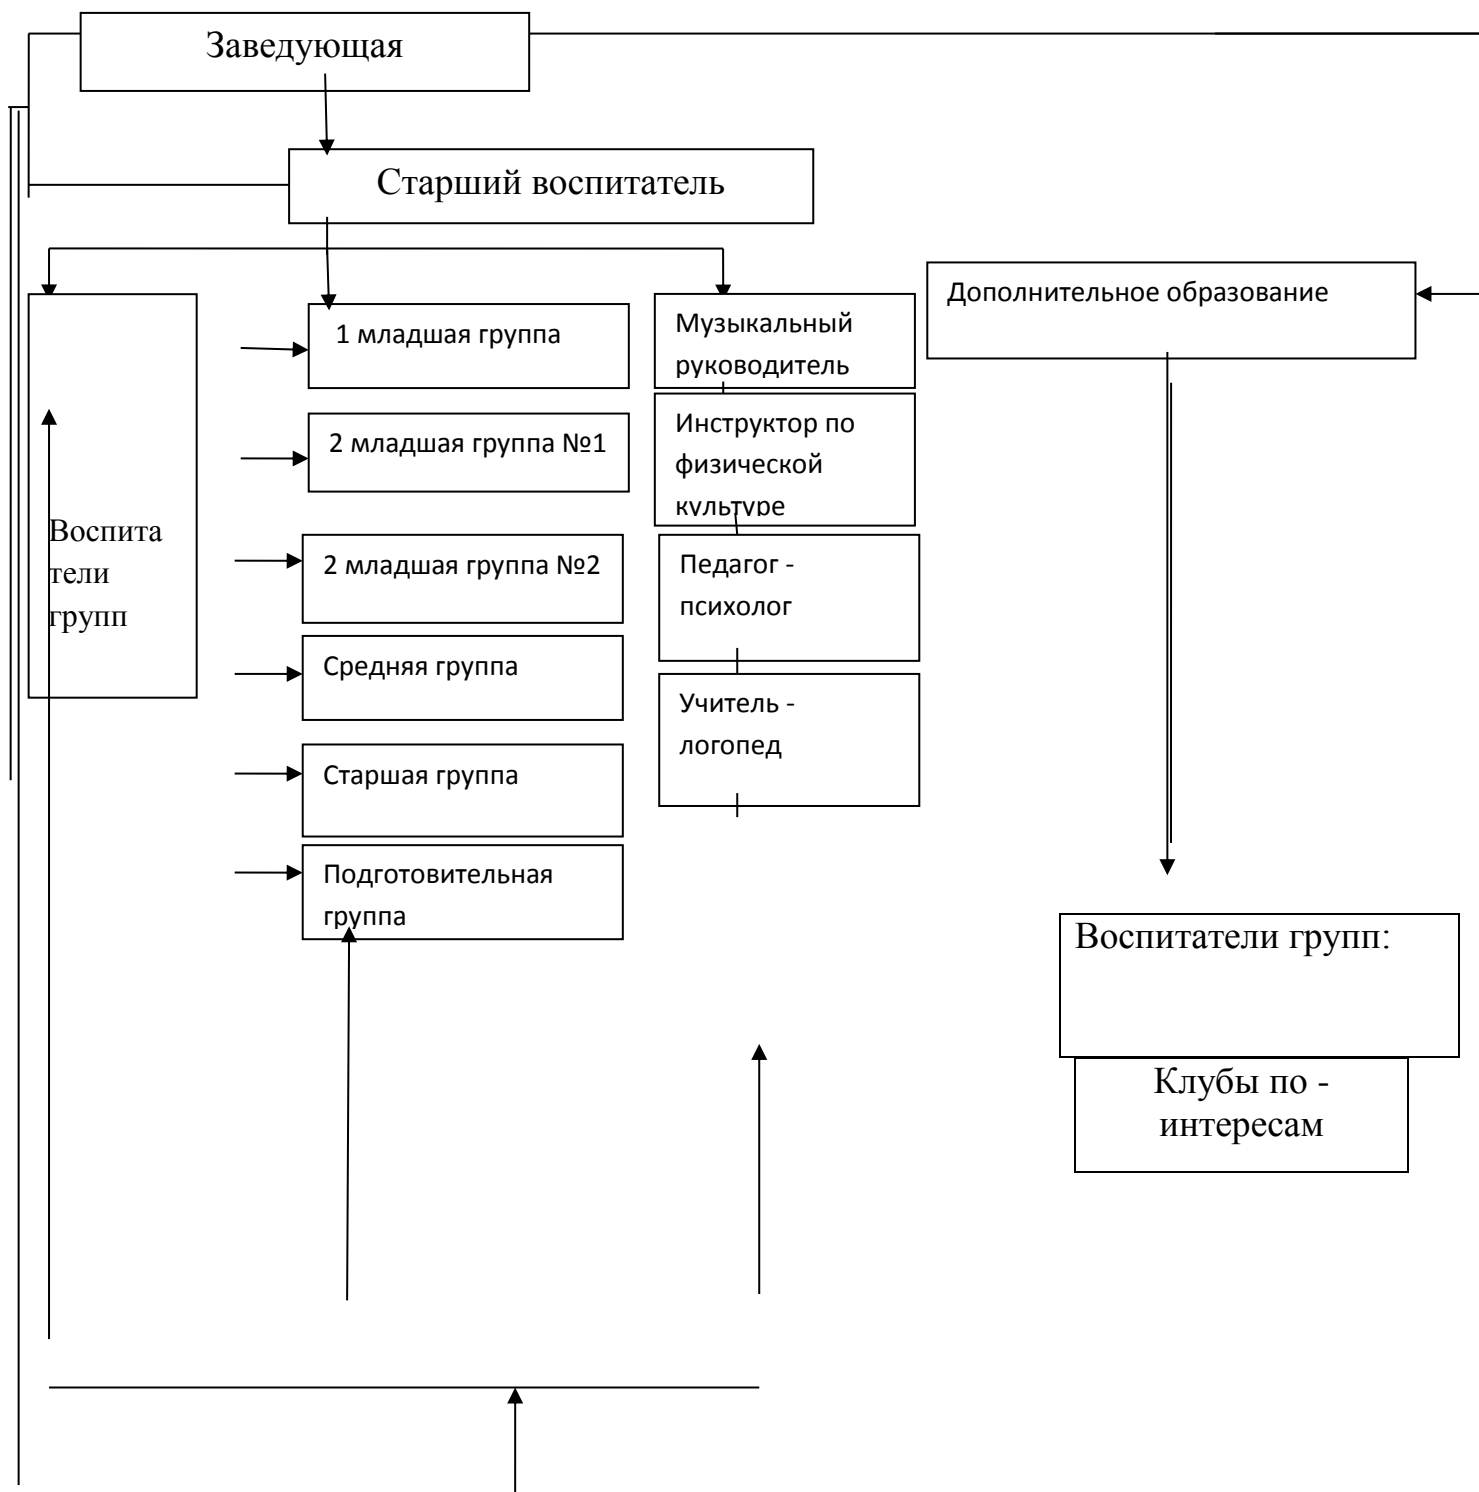 Заведующая
Старший воспитатель
Воспита
тели
групп
1 младшая группа
2 младшая группа №1
2 младшая группа №2
Средняя группа
Старшая группа
Подготовительная
группа
Музыкальный
руководитель
Инструктор по
физической
культуре
Педагог -
психолог
Учитель -
логопед
Дополнительное образование
Воспитатели групп:
Клубы по -
интересам